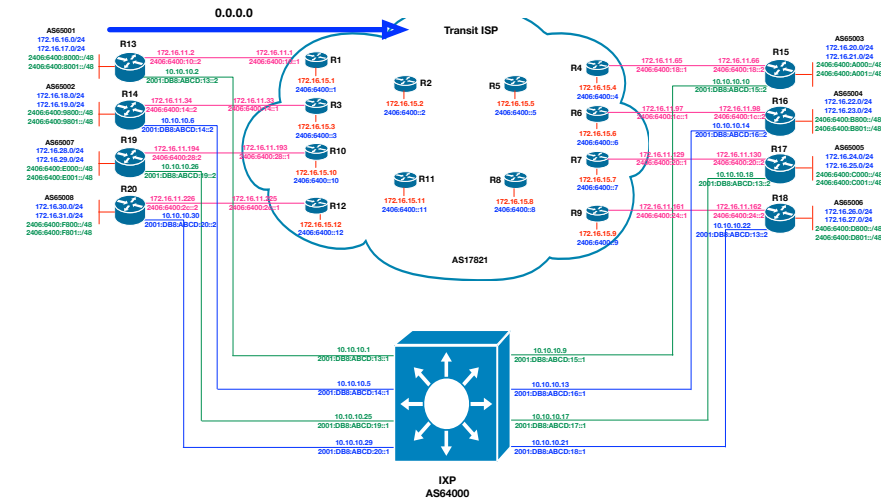 0.0.0.0
Transit ISP
AS65001
172.16.16.0/24
172.16.17.0/24
2406:6400:8000::/48
2406:6400:8001::/48
R13
172.16.11.2
2406:6400:10::2
10.10.10.2
2001:DB8:ABCD:13::2
172.16.11.1
R1
172.16.15.1
2406:6400::1
AS65002
172.16.18.0/24
172.16.19.0/24
2406:6400:9800::/48
2406:6400:9801::/48
R14
172.16.11.34
2406:6400:14::2
10.10.10.6
2001:DB8:ABCD:14::2
172.16.11.33
R3
172.16.15.3
2406:6400::3
AS65007
172.16.28.0/24
172.16.29.0/24
2406:6400:E000::/48
2406:6400:E001::/48
R19
172.16.11.194
2406:6400:28::2
10.10.10.26
172.16.11.193
2406:6400:28::1
R10
172.16.15.10
2406:6400::10
AS65008
172.16.30.0/24
172.16.31.0/24
2406:6400:F800::/48
2406:6400:F801::/48
R20
172.16.11.226
2406:6400:2c::2
10.10.10.30
2001:DB8:ABCD:20::2
172.16.11.225
R12
172.16.15.12
2406:6400::12
R2
172.16.15.2
2406:6400::2
R5
172.16.15.5
2406:6400::5
R11
172.16.15.11
2406:6400::11
R8
172.16.15.8
2406:6400::8
AS17821
R4
172.16.15.4
2406:6400::4
172.16.11.65
2406:6400:18::1
172.16.11.66
2406:6400:18::2
10.10.10.10
2001:DB8:ABCD:15::2
R15
AS65003
172.16.20.0/24
172.16.21.0/24
2406:6400:A000::/48
2406:6400:A001::/48
R6
172.16.15.6
2406:6400::6
172.16.11.97
2406:6400:1c::1
172.16.11.98
2406:6400:1c::2
10.10.10.14
2001:DB8:ABCD:16::2
R16
AS65004
172.16.22.0/24
172.16.23.0/24
2406:6400:B800::/48
2406:6400:B801::/48
R7
172.16.15.7
2406:6400::7
172.16.11.129
2406:6400:20::1
172.16.11.130
2406:6400:20::2
10.10.10.18
2001:DB8:ABCD:13::2
R17
AS65005
172.16.24.0/24
172.16.25.0/24
2406:6400:C000::/48
2406:6400:C001::/48
R9
172.16.15.9
2406:6400::9
172.16.11.161
2406:6400:24::1
172.16.11.162
2406:6400:24::2
10.10.10.22
2001:DB8:ABCD:13::2
R18
AS65006
172.16.26.0/24
172.16.27.0/24
2406:6400:D800::/48
2406:6400:D801::/48
10.10.10.1
2001:DB8:ABCD:13::1
10.10.10.9
2001:DB8:ABCD:15::1
10.10.10.5
2001:DB8:ABCD:14::1
10.10.10.13
2001:DB8:ABCD:16::1
10.10.10.25
2001:DB8:ABCD:19::1
10.10.10.17
2001:DB8:ABCD:17::1
10.10.10.29
2001:DB8:ABCD:20::1
10.10.10.21
2001:DB8:ABCD:18::1
IXP
AS64000